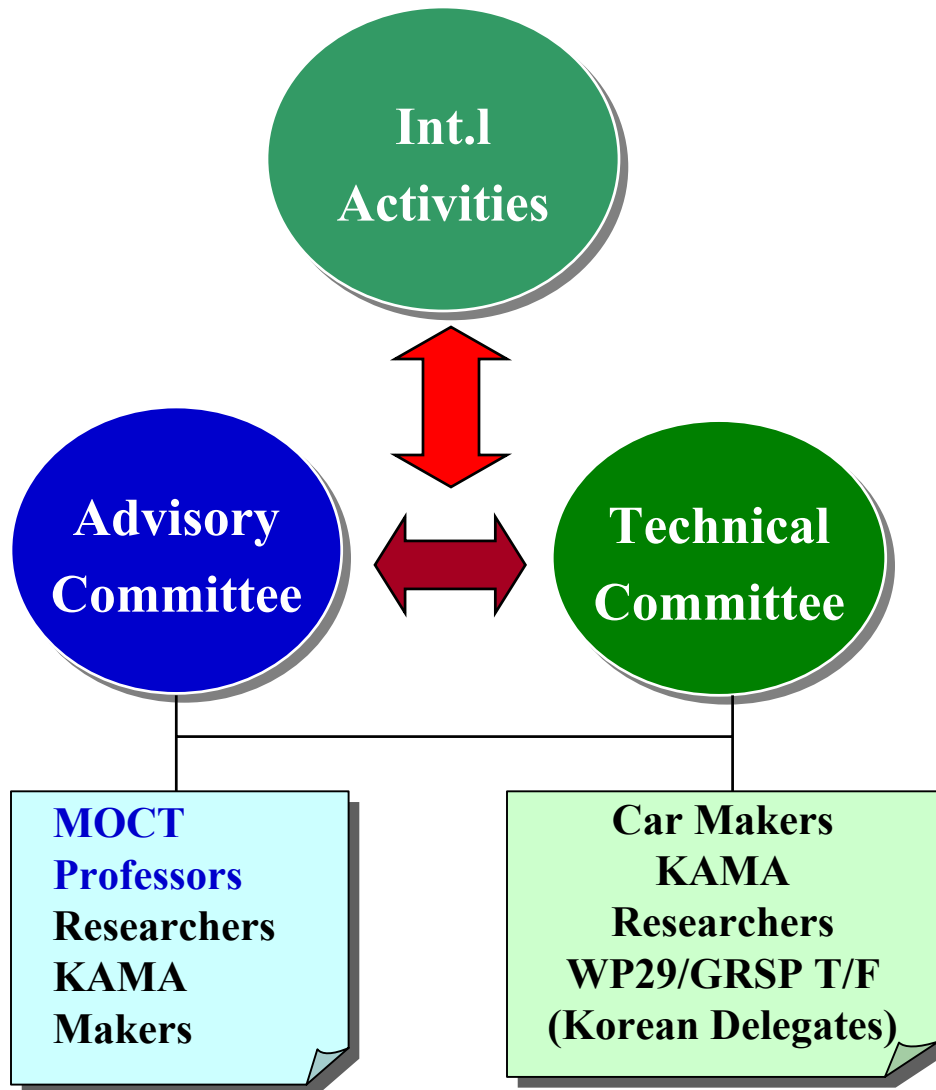 Int.l
Activities
Advisory
Committee
Technical
Committee
MOCT
Professors
Researchers
KAMA
Makers
Car Makers
KAMA
Researchers
WP29/GRSP T/F
(Korean Delegates)